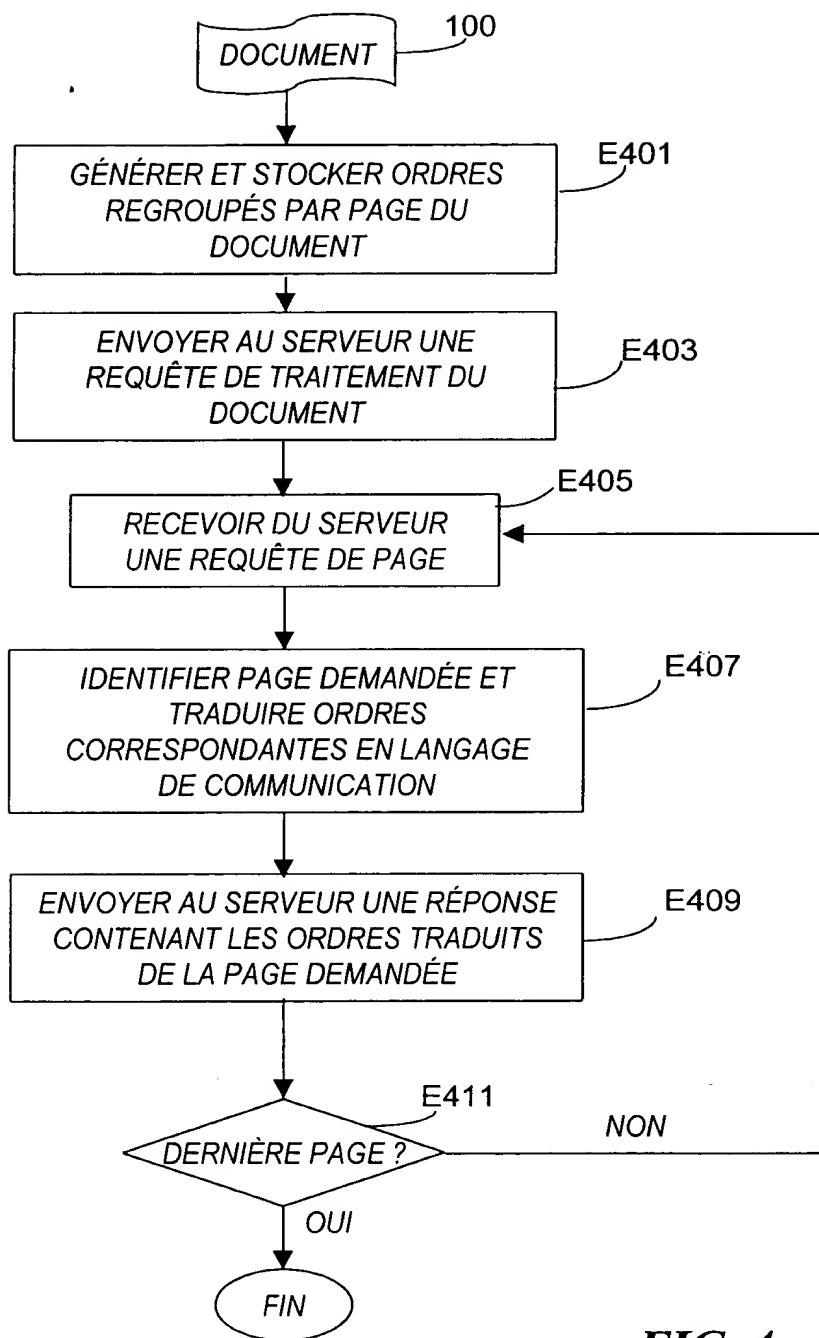 DOCUMENT
100
GÉNÉRER ET STOCKER ORDRES
REGROUPÉS PAR PAGE DU
DOCUMENT
E401
ENVOYER AU SERVEUR UNE
REQUÊTE DE TRAITEMENT DU
DOCUMENT
E403
RECEVOIR DU SERVEUR
UNE REQUÊTE DE PAGE
E405
IDENTIFIER PAGE DEMANDÉE ET
TRADUIRE ORDRES
CORRESPONDANTES EN LANGAGE
DE COMMUNICATION
E407
ENVOYER AU SERVEUR UNE RÉPONSE
CONTENANT LES ORDRES TRADUITS
DE LA PAGE DEMANDÉE
E409
E411
DERNIÈRE PAGE ?
NON
OUI
FIN